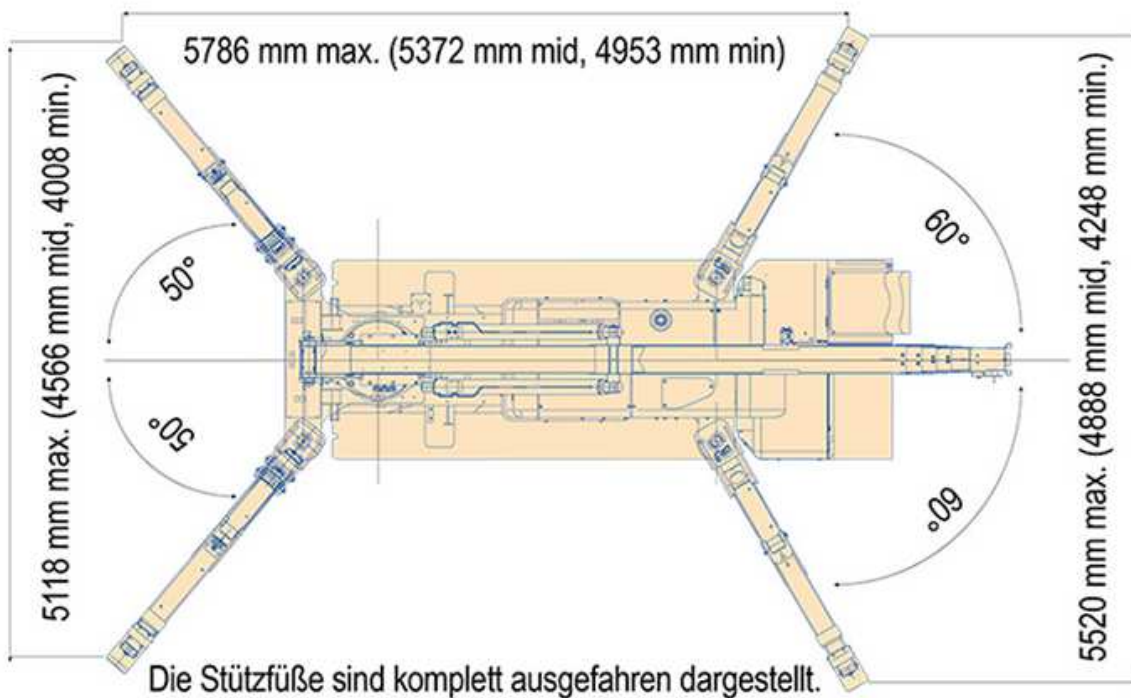 5786 mm max. (5372 mm mid, 4953 mm min)
5118 mm max. (4566 mm mid, 4008 min.)
50°
50°
60°
60°
5520 mm max. (4888 mm mid, 4248 mm min.)
Die Stützfüße sind komplett ausgefahren dargestellt.